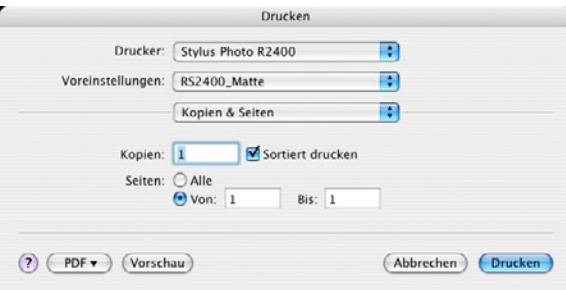 Drucken
Drucker: Stylus Photo R2400
Voreinstellungen: RS2400_Matte
Kopien & Seiten
Kopien: 1 Sortiert drucken
Seiten: Alle
Von: 1 Bis: 1
? PDF Vorschau Abbrechen Drucken